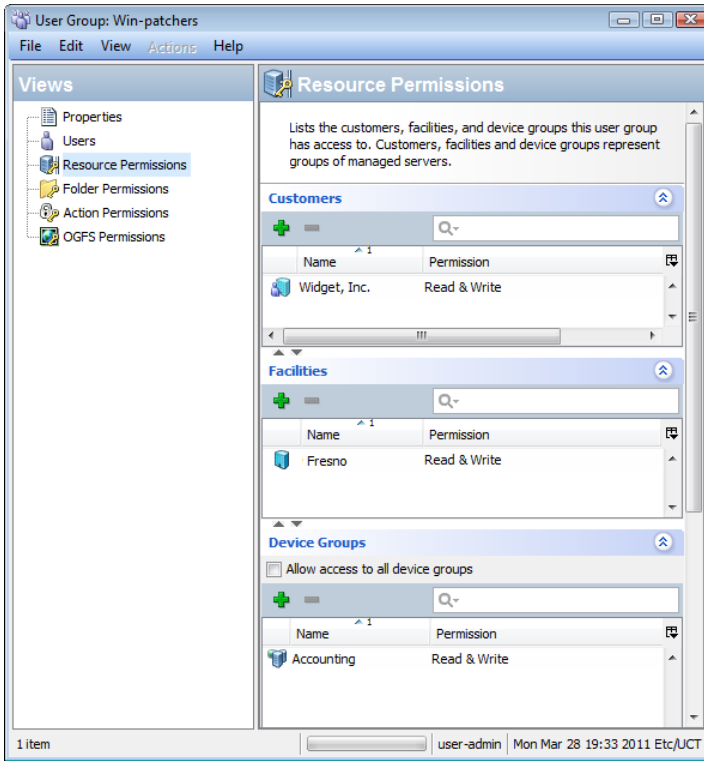 User Group: Win-patchers
File Edit View Actions Help
Views
Properties
Users
Resource Permissions
Folder Permissions
Action Permissions
OGFS Permissions
Resource Permissions
Lists the customers, facilities, and device groups this user group
has access to. Customers, facilities and device groups represent
groups of managed servers.
Customers
Name 1 Permission
Widget, Inc. Read & Write
Facilities
Name 1 Permission
Fresno Read & Write
Device Groups
Allow access to all device groups
Name 1 Permission
Accounting Read & Write
1 item user-admin Mon Mar 28 19:33 2011 Etc/UCT